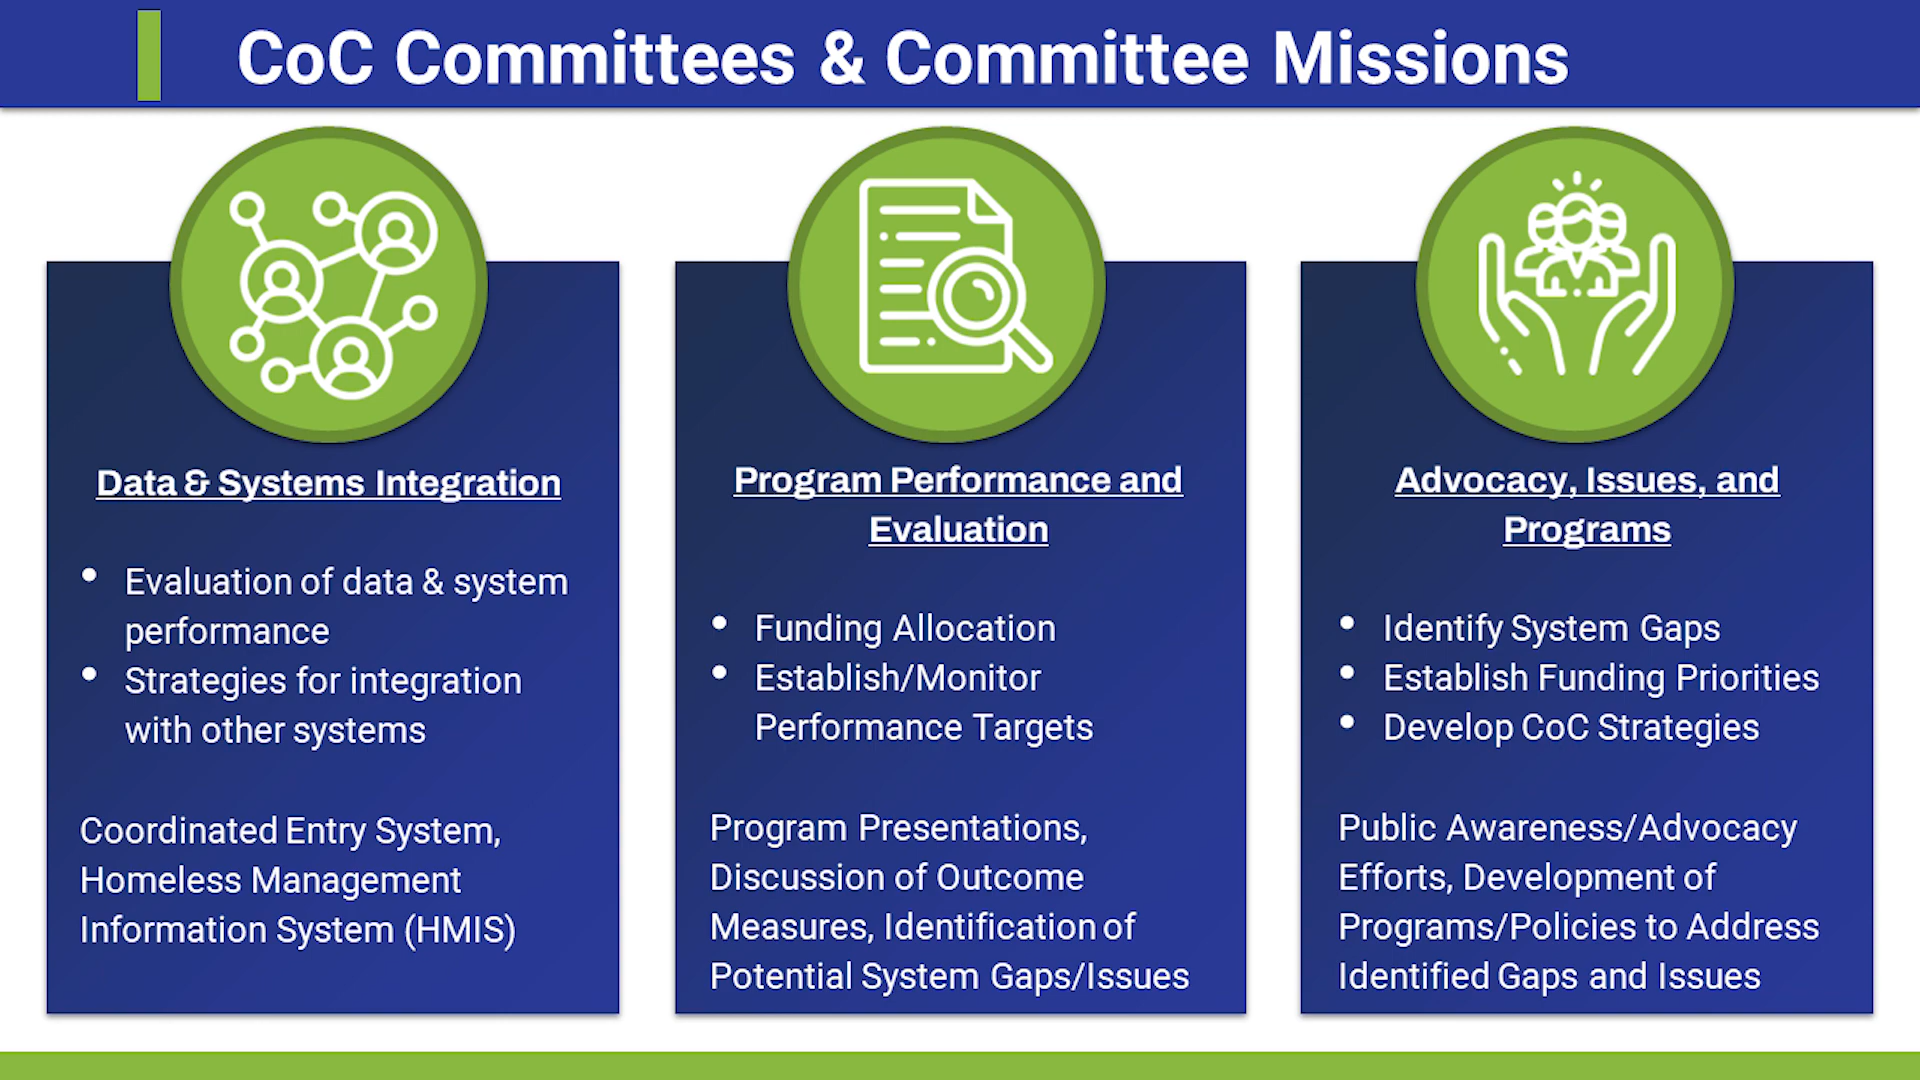 CoC Committees & Committee Missions
Data & Systems Integration
• Evaluation of data & system
performance
• Strategies for integration
with other systems
Coordinated Entry System,
Homeless Management
Information System (HMIS)
Program Performance and
Evaluation
• Funding Allocation
• Establish/Monitor
Performance Targets
Program Presentations,
Discussion of Outcome
Measures, Identification of
Potential System Gaps/Issues
Advocacy, Issues, and
Programs
• Identify System Gaps
• Establish Funding Priorities
• Develop CoC Strategies
Public Awareness/Advocacy
Efforts, Development of
Programs/Policies to Address
Identified Gaps and Issues